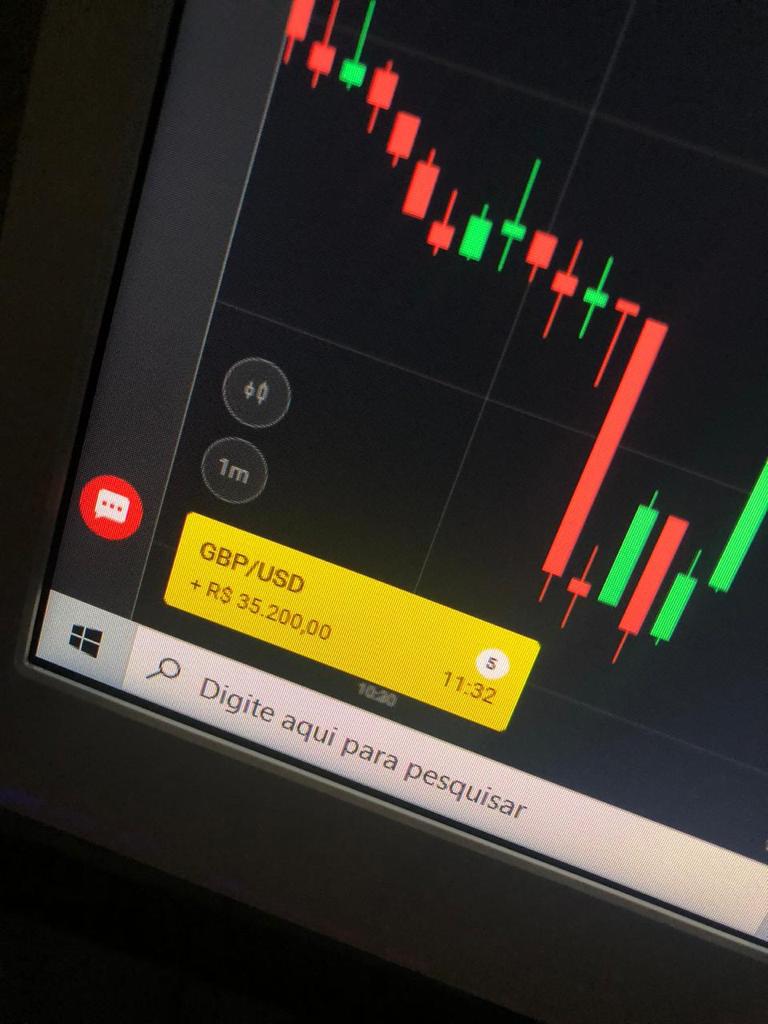 1m
GBP/USD
+ R$ 35.200,00
5
11:32
10:30
Digite aqui para pesquisar